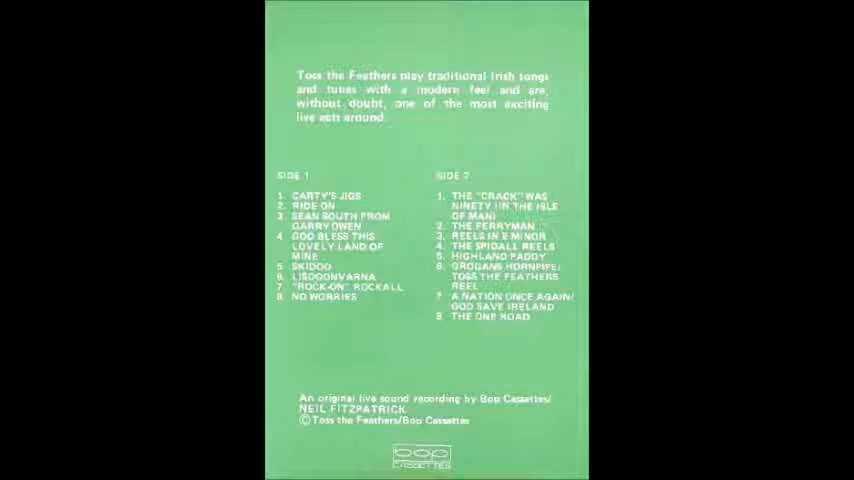 Toss the Feathers play traditional Irish songs
and tunes with a modern feel and are,
without doubt, one of the most exciting
live acts around.
SIDE 1
1. CARTY'S JIGS
2. RIDE ON
3. SEAN SOUTH FROM
GARRY OWEN
4. GOD BLESS THIS
LOVELY LAND OF
MINE
5. SKIDOO
6. LISDOONVARNA
7. "ROCK-ON" ROCKALL
8. NO WORRIES
SIDE 2
1. THE "CRACK" WAS
NINETY (IN THE ISLE
OF MAN)
2. THE FERRYMAN
3. REELS IN E MINOR
4. THE SPIDALL REELS
5. HIGHLAND PADDY
6. GROGANS HORNPIPE/
TOSS THE FEATHERS
REEL
7. A NATION ONCE AGAIN/
GOD SAVE IRELAND
8. THE ONE ROAD
An original live sound recording by Bop Cassettes/
NEIL FITZPATRICK
© Toss the Feathers/Bop Cassettes
bop
CASSETTES